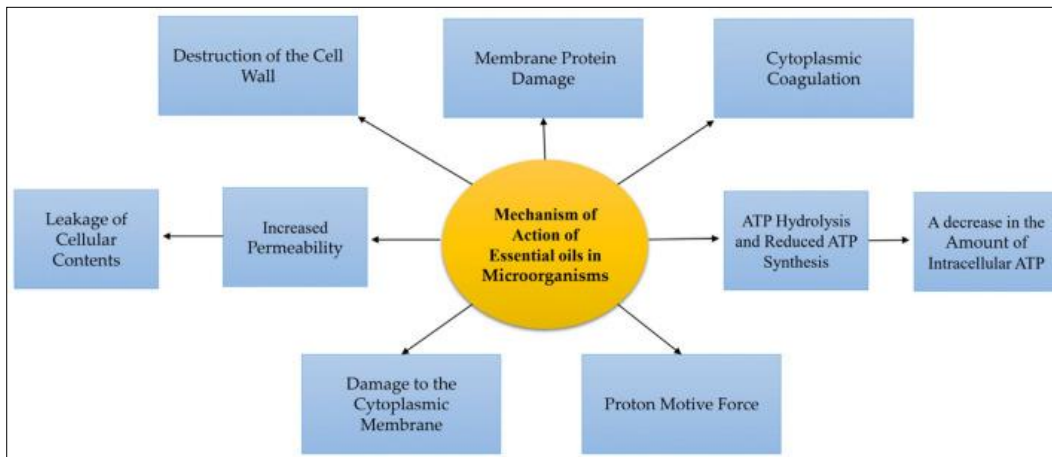 Destruction of the Cell
Wall
Membrane Protein
Damage
Cytoplasmic
Coagulation
Leakage of
Cellular
Contents
Increased
Permeability
Mechanism of
Action of
Essential oils in
Microorganisms
ATP Hydrolysis
and Reduced ATP
Synthesis
A decrease in the
Amount of
Intracellular ATP
Damage to the
Cytoplasmic
Membrane
Proton Motive Force